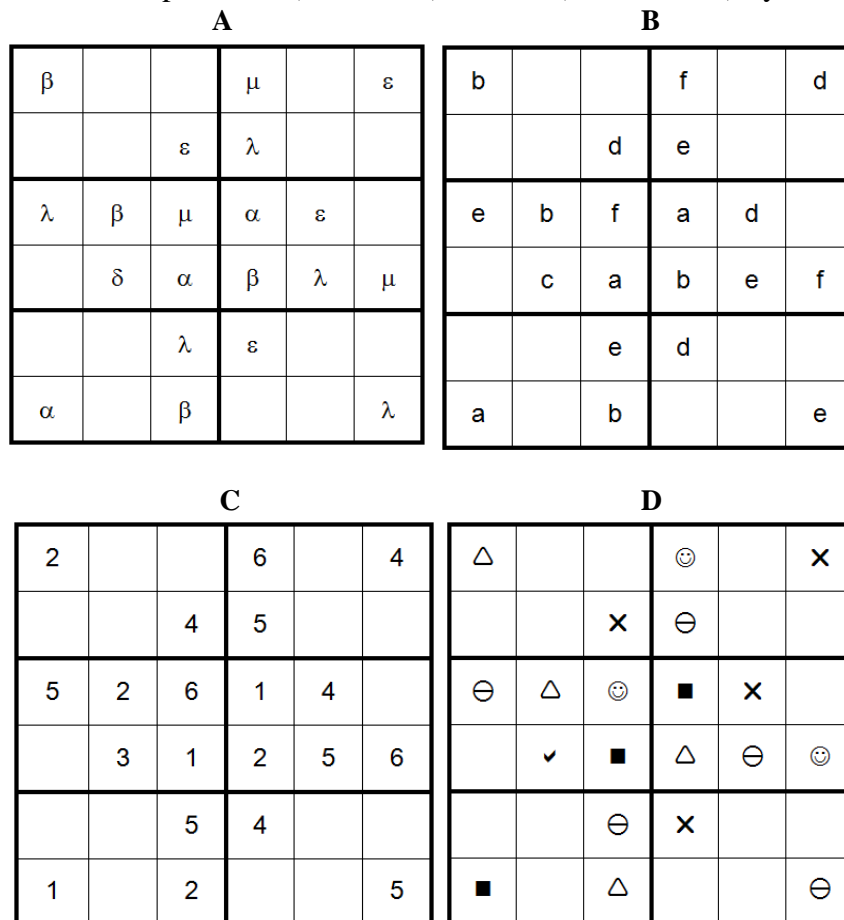 A B
β μ ε b f d
ε λ d e
λ β μ α ε e b f a d
δ α β λ μ c a b e f
λ ε e d
α β λ a b e
C D
2 6 4 △ ☺ ×
4 5 × ⊖
5 2 6 1 4 ⊖ △ ☺ ■ ×
3 1 2 5 6 ✔ ■ △ ⊖ ☺
5 4 ⊖ ×
1 2 5 ■ △ ⊖